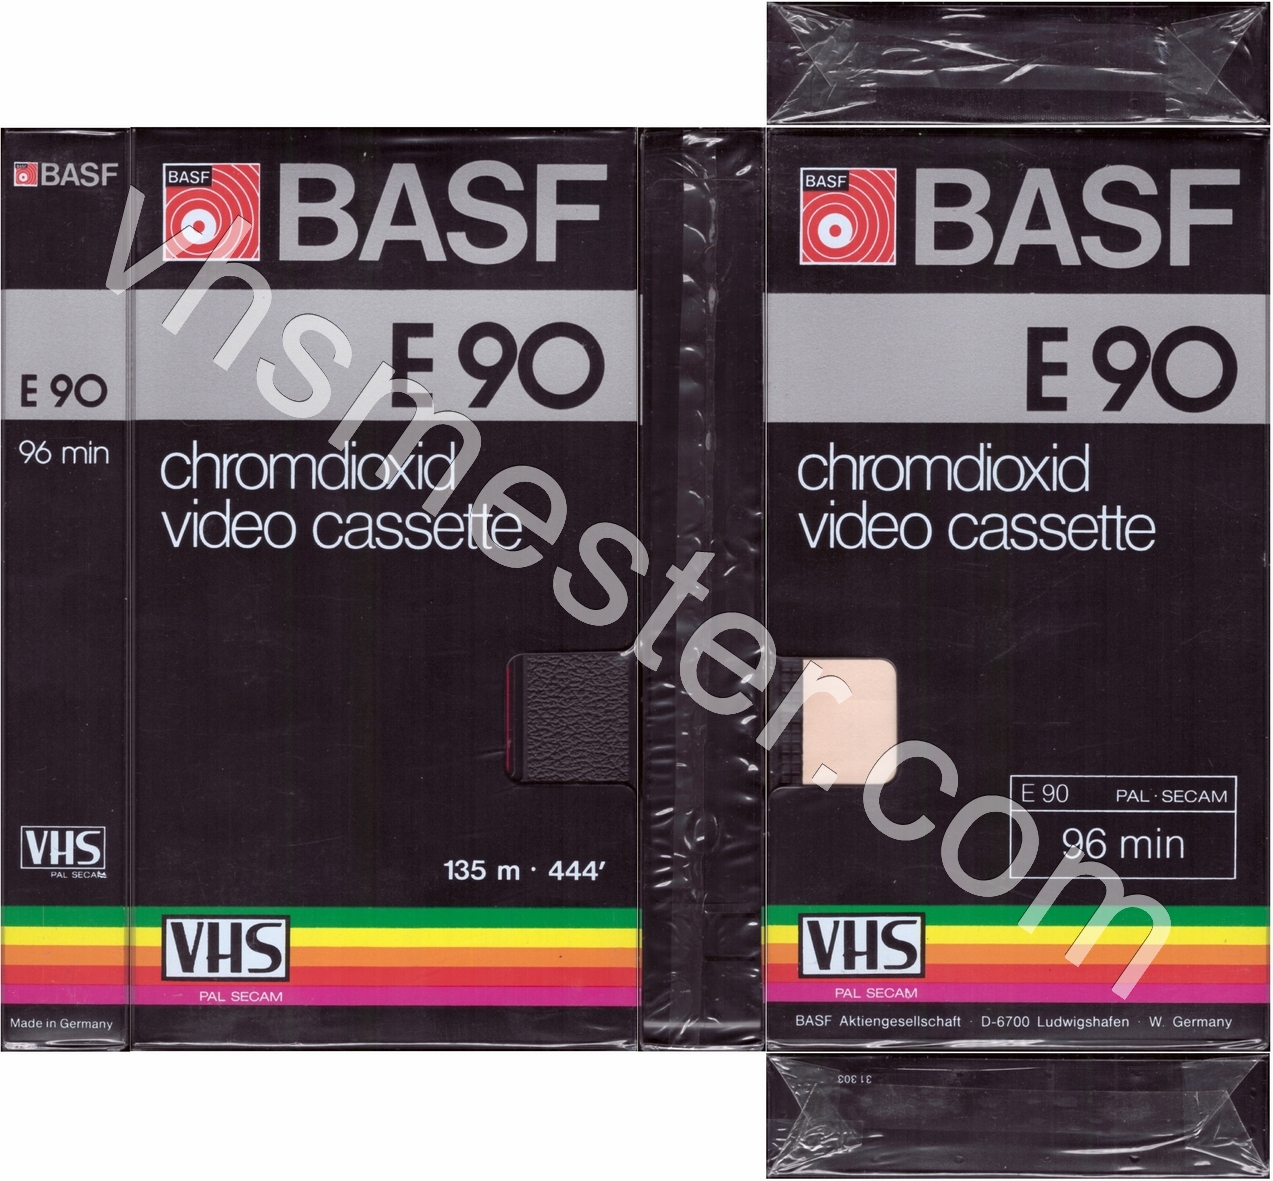 BASF
BASF
E 90
96 min
VHS
PAL SECAM
Made in Germany
BASF
BASF
E 90
chromdioxid
video cassette
135 m · 444'
VHS
PAL SECAM
BASF
BASF
E 90
chromdioxid
video cassette
E 90 PAL · SECAM
96 min
VHS
PAL SECAM
BASF Aktiengesellschaft · D-6700 Ludwigshafen · W. Germany
31 303
vhsmester.com